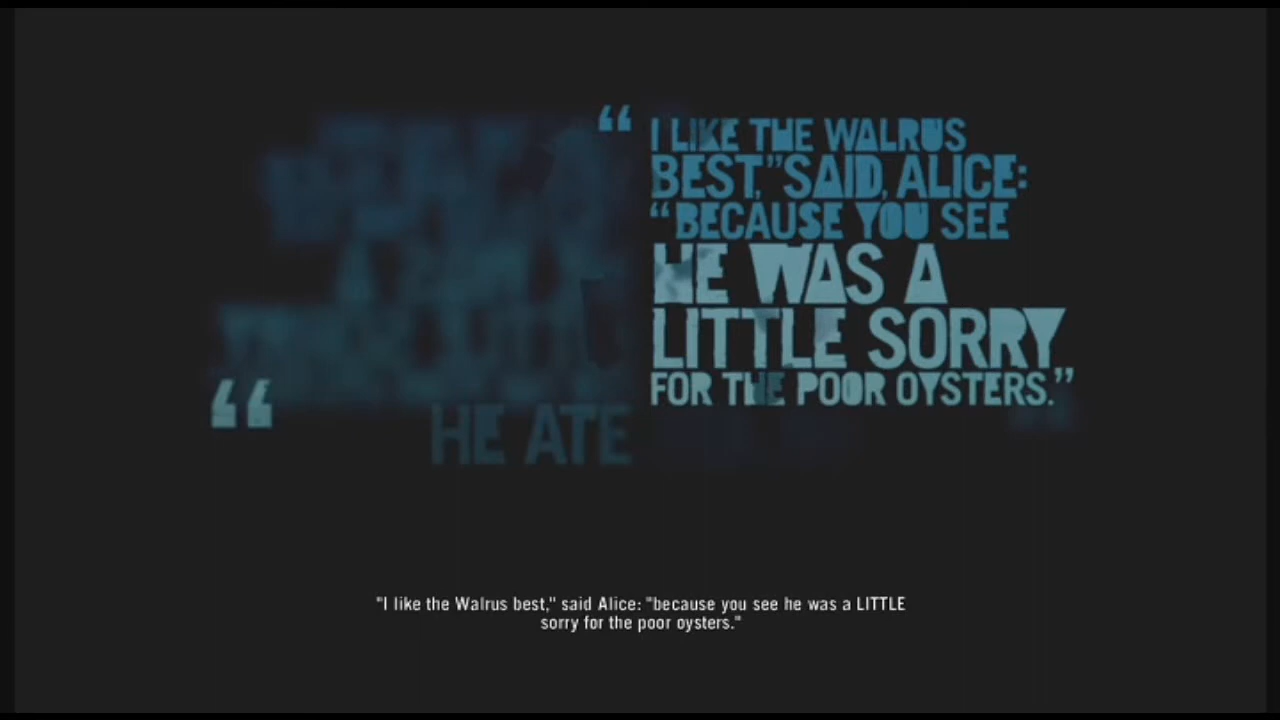 “ I LIKE THE WALRUS
BEST,” SAID, ALICE:
“BECAUSE YOU SEE
HE WAS A
LITTLE SORRY
FOR THE POOR OYSTERS.”
“
HE ATE
"I like the Walrus best," said Alice: "because you see he was a LITTLE
sorry for the poor oysters."